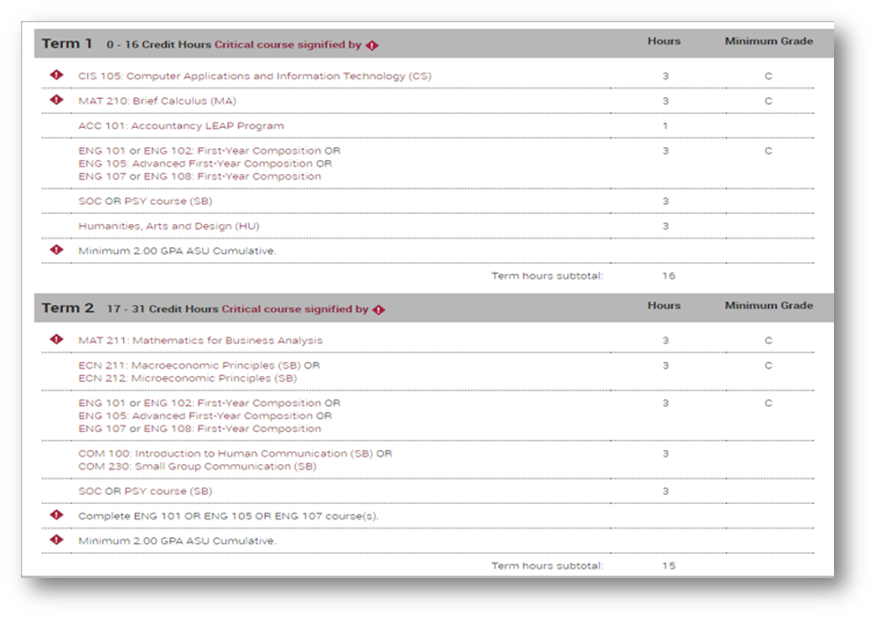 Term 1 0 - 16 Credit Hours Critical course signified by Hours Minimum Grade
CIS 105: Computer Applications and Information Technology (CS) 3 C
MAT 210: Brief Calculus (MA) 3 C
ACC 101: Accountancy LEAP Program 1
ENG 101 or ENG 102: First-Year Composition OR 3 C
ENG 105: Advanced First-Year Composition OR
ENG 107 or ENG 108: First-Year Composition
SOC OR PSY course (SB) 3
Humanities, Arts and Design (HU) 3
Minimum 2.00 GPA ASU Cumulative.
Term hours subtotal: 16
Term 2 17 - 31 Credit Hours Critical course signified by Hours Minimum Grade
MAT 211: Mathematics for Business Analysis 3 C
ECN 211: Macroeconomic Principles (SB) OR 3 C
ECN 212: Microeconomic Principles (SB)
ENG 101 or ENG 102: First-Year Composition OR 3 C
ENG 105: Advanced First-Year Composition OR
ENG 107 or ENG 108: First-Year Composition
COM 100: Introduction to Human Communication (SB) OR 3
COM 230: Small Group Communication (SB)
SOC OR PSY course (SB) 3
Complete ENG 101 OR ENG 105 OR ENG 107 course(s).
Minimum 2.00 GPA ASU Cumulative.
Term hours subtotal: 15